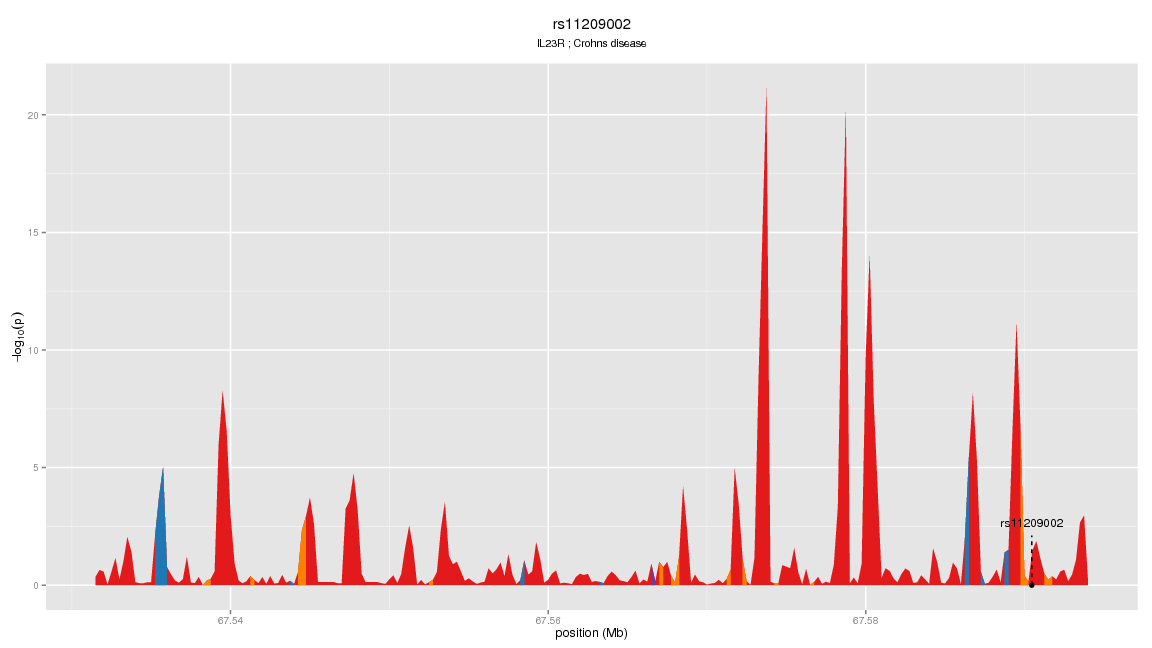 rs11209002
IL23R ; Crohns disease
20
15
10
5
0
−log10(p)
rs11209002
67.54
67.56
67.58
position (Mb)